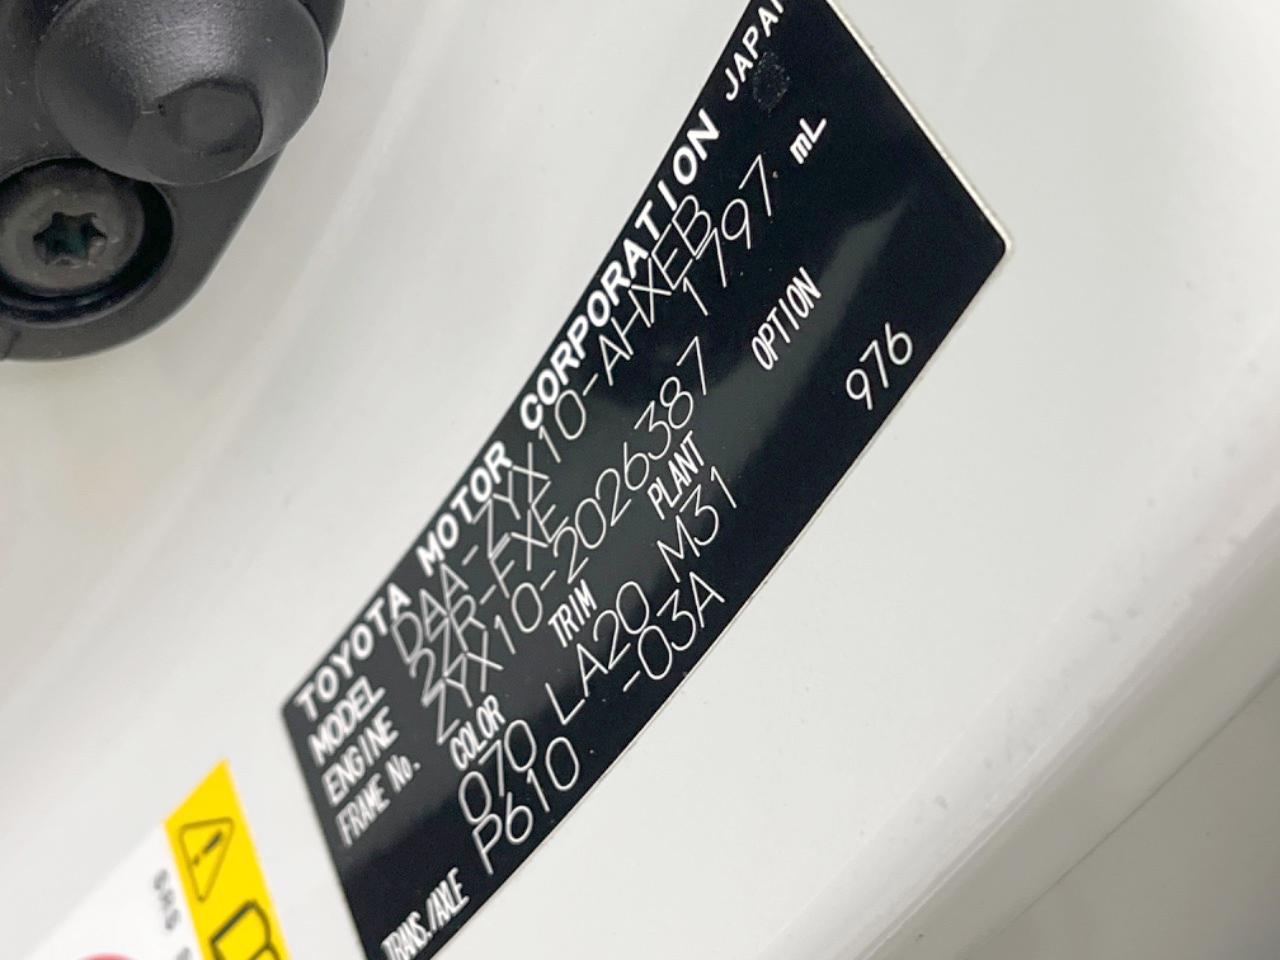 TOYOTA MOTOR CORPORATION JAPAN
MODEL DAA-ZYX10-AHXEB
ENGINE 2ZR-FXE 1797 mL
FRAME No. ZYX10-2026387
COLOR TRIM PLANT OPTION
070 LA20 M31 976
TRANS./AXLE P610 -03A